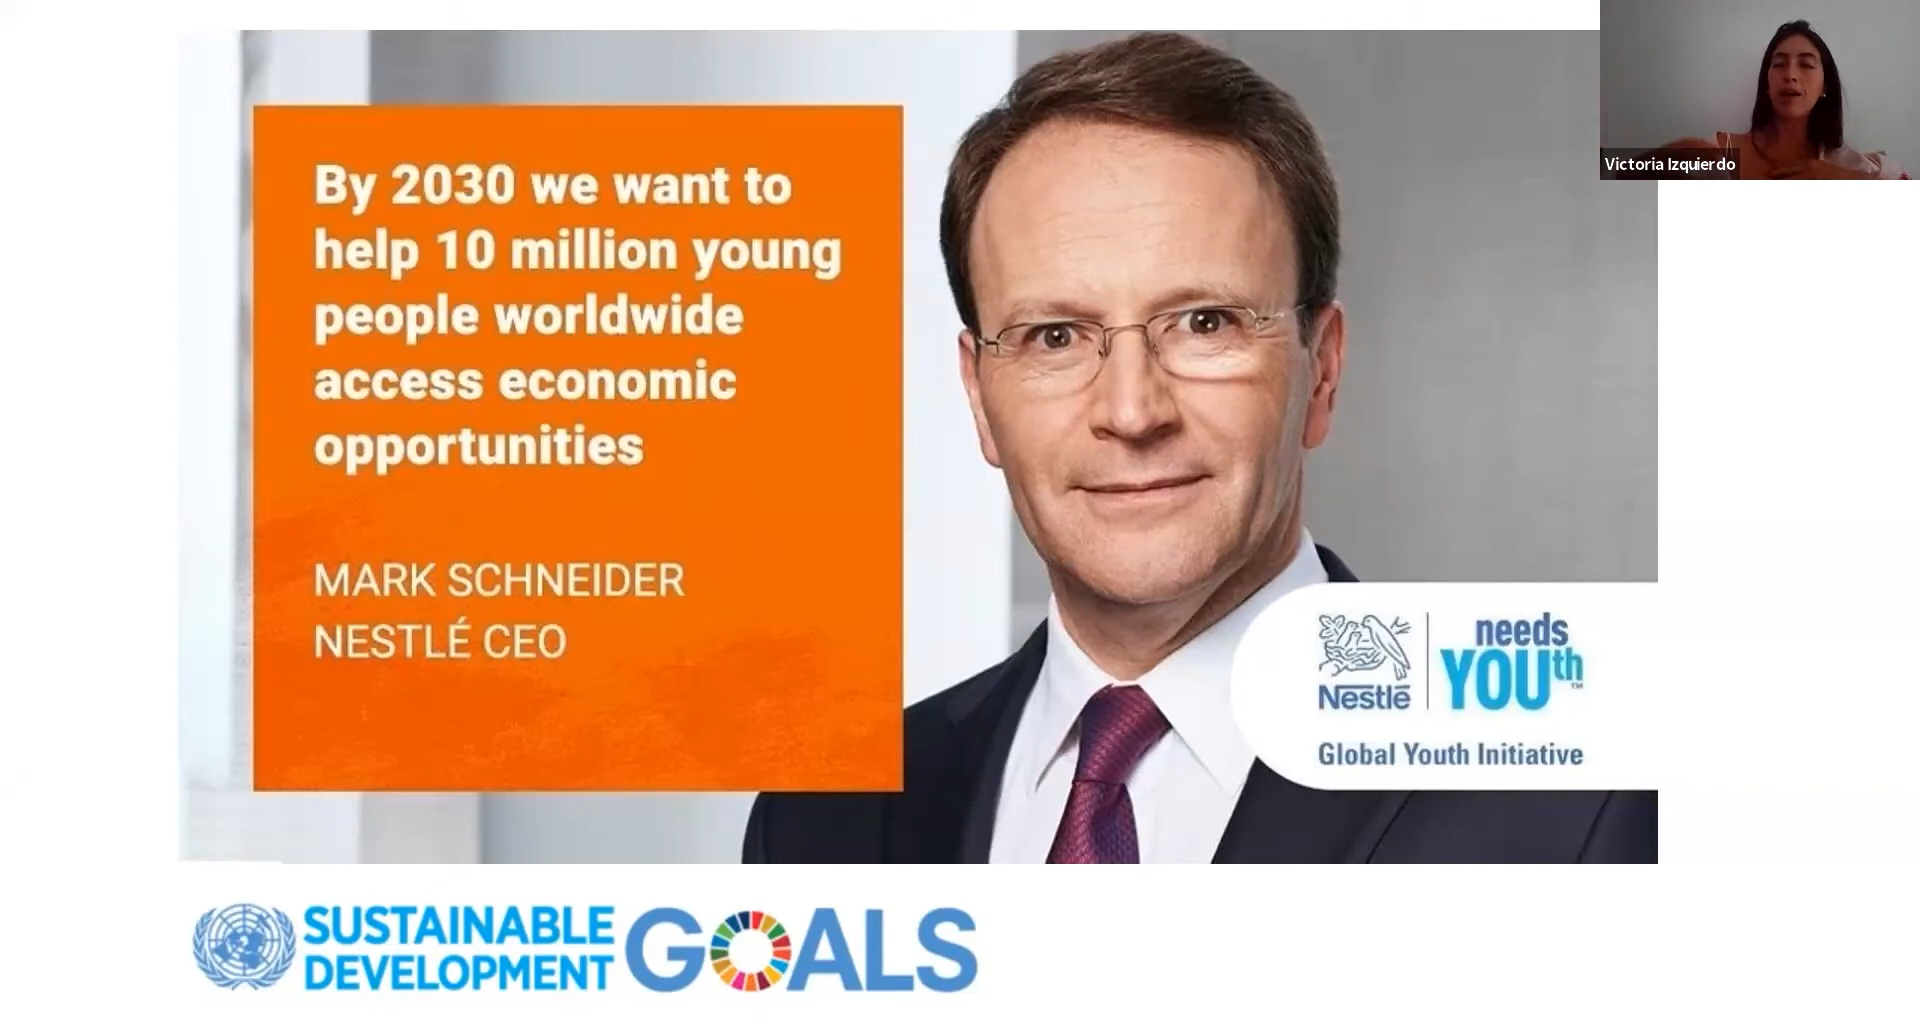 By 2030 we want to
help 10 million young
people worldwide
access economic
opportunities
MARK SCHNEIDER
NESTLÉ CEO
Victoria Izquierdo
Nestlé
needs
YOUth
TM
Global Youth Initiative
SUSTAINABLE
DEVELOPMENT
GOALS